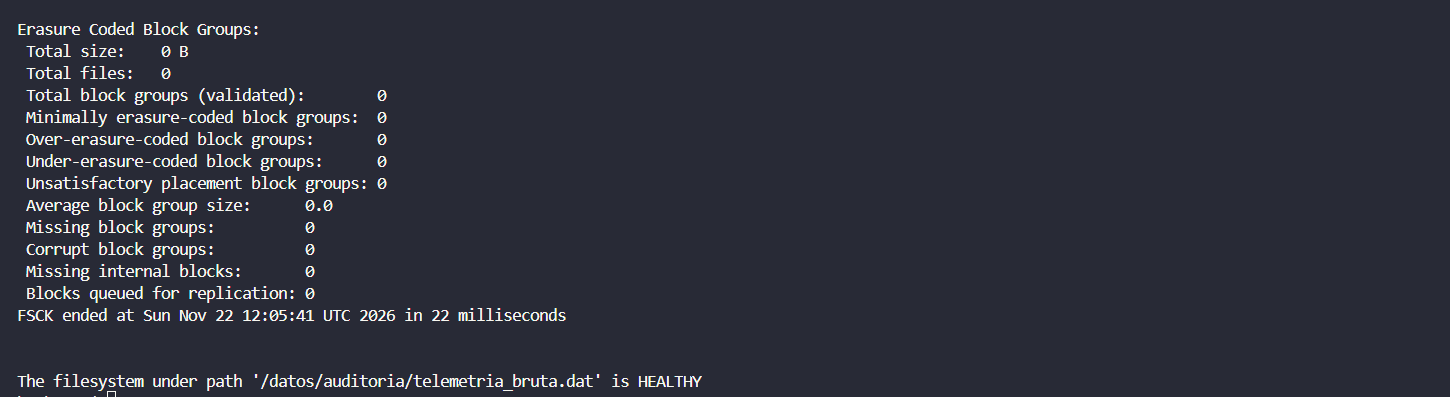 Erasure Coded Block Groups:
Total size: 0 B
Total files: 0
Total block groups (validated): 0
Minimally erasure-coded block groups: 0
Over-erasure-coded block groups: 0
Under-erasure-coded block groups: 0
Unsatisfactory placement block groups: 0
Average block group size: 0.0
Missing block groups: 0
Corrupt block groups: 0
Missing internal blocks: 0
Blocks queued for replication: 0
FSCK ended at Sun Nov 22 12:05:41 UTC 2026 in 22 milliseconds
The filesystem under path '/datos/auditoria/telemetria_bruta.dat' is HEALTHY